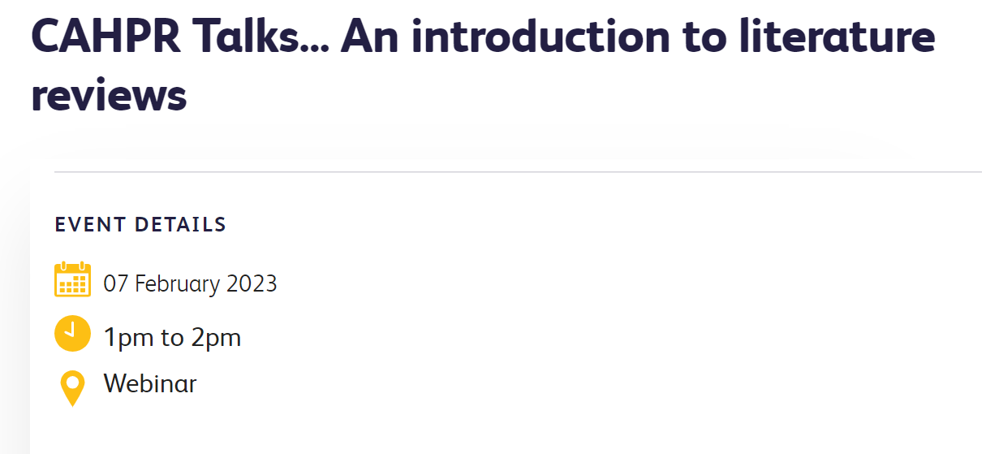 CAHPR Talks... An introduction to literature
reviews
EVENT DETAILS
07 February 2023
1pm to 2pm
Webinar